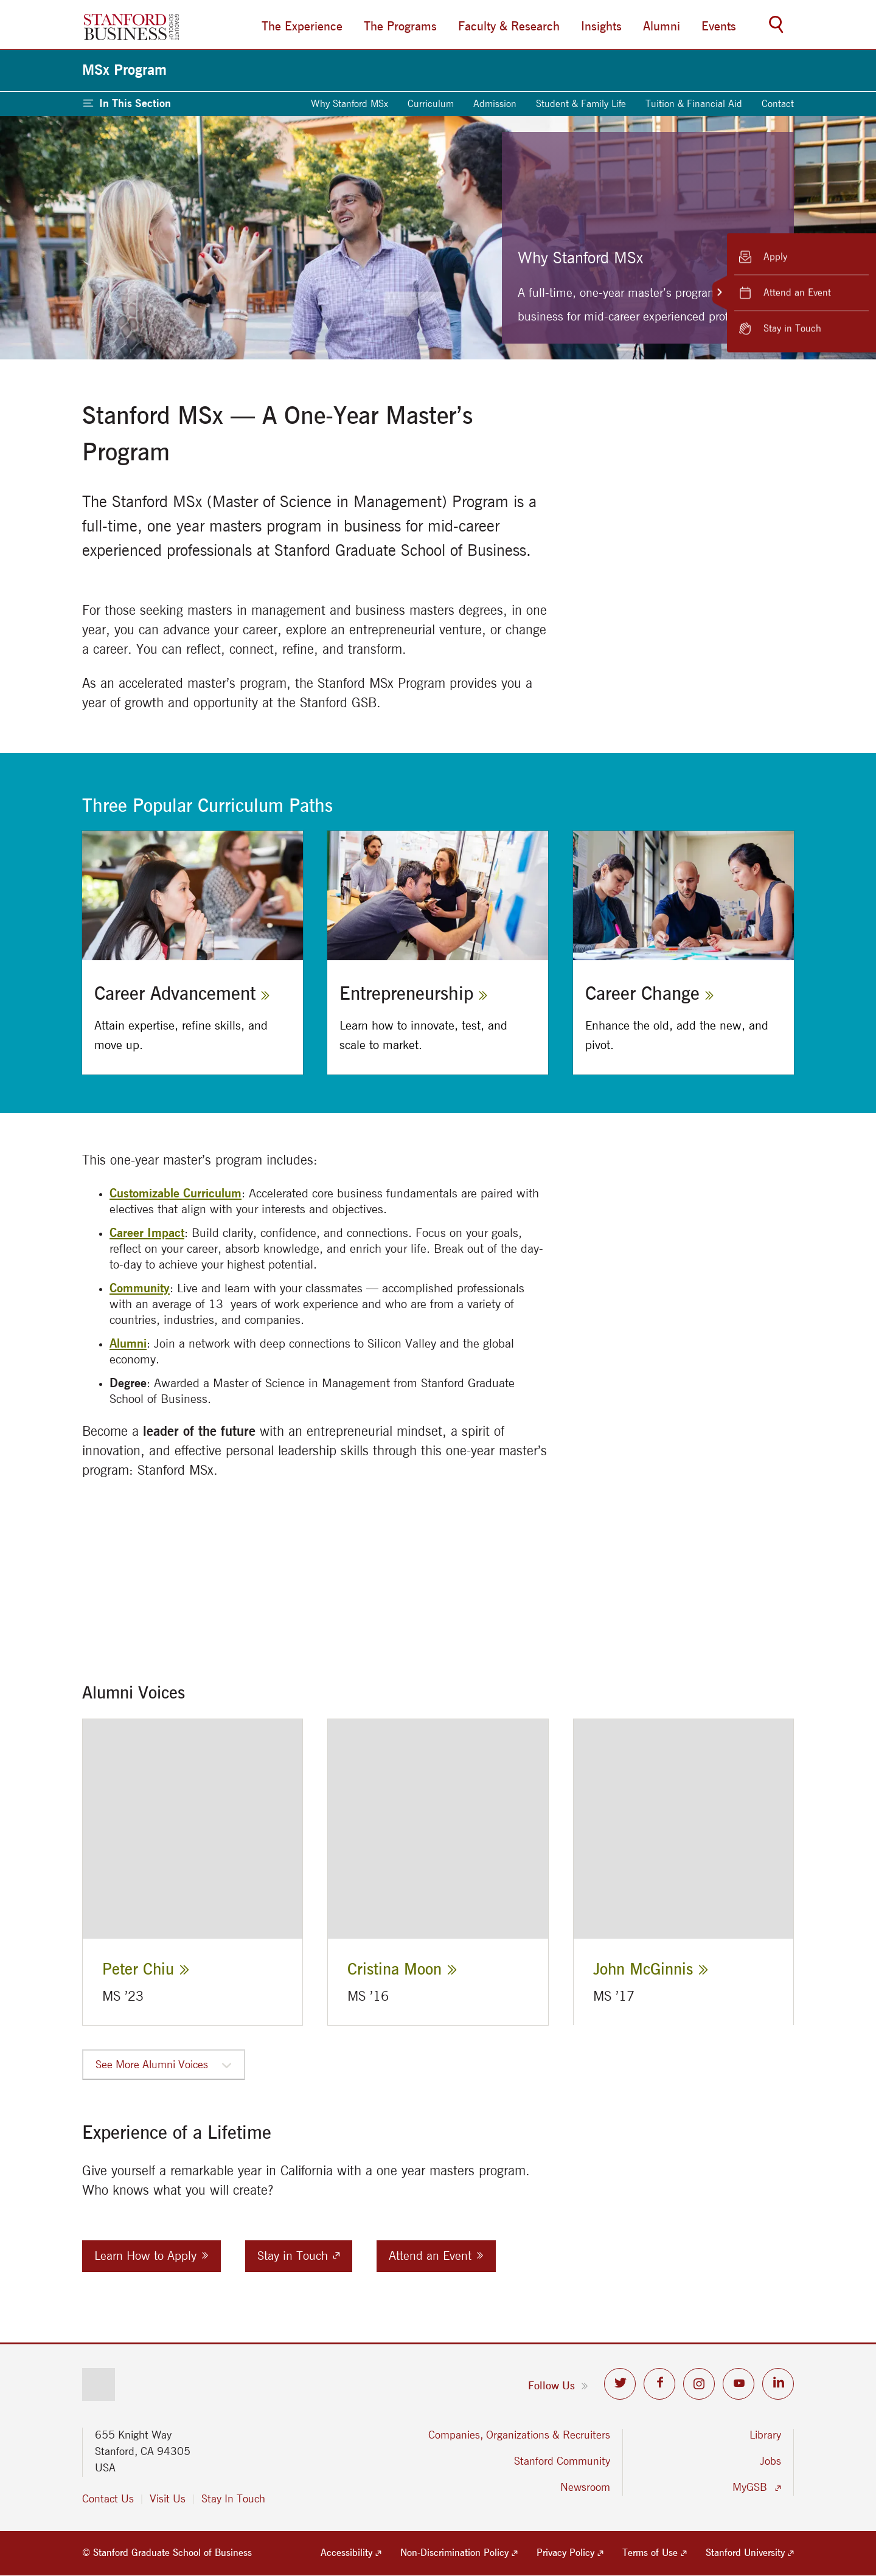 STANFORD
BUSINESS
GRADUATE
SCHOOL OF
The Experience
The Programs
Faculty & Research
Insights
Alumni
Events
MSx Program
In This Section
Why Stanford MSx
Curriculum
Admission
Student & Family Life
Tuition & Financial Aid
Contact
Why Stanford MSx
A full-time, one-year master's
business for mid-career experienced
Apply
Attend an Event
Stay in Touch
Stanford MSx — A One-Year Master’s
Program
The Stanford MSx (Master of Science in Management) Program is a
full-time, one year masters program in business for mid-career
experienced professionals at Stanford Graduate School of Business.
For those seeking masters in management and business masters degrees, in one
year, you can advance your career, explore an entrepreneurial venture, or change
a career. You can reflect, connect, refine, and transform.
As an accelerated master’s program, the Stanford MSx Program provides you a
year of growth and opportunity at the Stanford GSB.
Three Popular Curriculum Paths
Career Advancement »
Attain expertise, refine skills, and
move up.
Entrepreneurship »
Learn how to innovate, test, and
scale to market.
Career Change »
Enhance the old, add the new, and
pivot.
This one-year master’s program includes:
• Customizable Curriculum: Accelerated core business fundamentals are paired with
electives that align with your interests and objectives.
• Career Impact: Build clarity, confidence, and connections. Focus on your goals,
reflect on your career, absorb knowledge, and enrich your life. Break out of the day-
to-day to achieve your highest potential.
• Community: Live and learn with your classmates — accomplished professionals
with an average of 13 years of work experience and who are from a variety of
countries, industries, and companies.
• Alumni: Join a network with deep connections to Silicon Valley and the global
economy.
• Degree: Awarded a Master of Science in Management from Stanford Graduate
School of Business.
Become a leader of the future with an entrepreneurial mindset, a spirit of
innovation, and effective personal leadership skills through this one-year master's
program: Stanford MSx.
Alumni Voices
Peter Chiu »
MS ’23
Cristina Moon »
MS ’16
John McGinnis »
MS ’17
See More Alumni Voices
Experience of a Lifetime
Give yourself a remarkable year in California with a one year masters program.
Who knows what you will create?
Learn How to Apply »
Stay in Touch
Attend an Event »
Follow Us »
655 Knight Way
Stanford, CA 94305
USA
Contact Us
Visit Us
Stay In Touch
Companies, Organizations & Recruiters
Stanford Community
Newsroom
Library
Jobs
MyGSB
© Stanford Graduate School of Business
Accessibility
Non-Discrimination Policy
Privacy Policy
Terms of Use
Stanford University